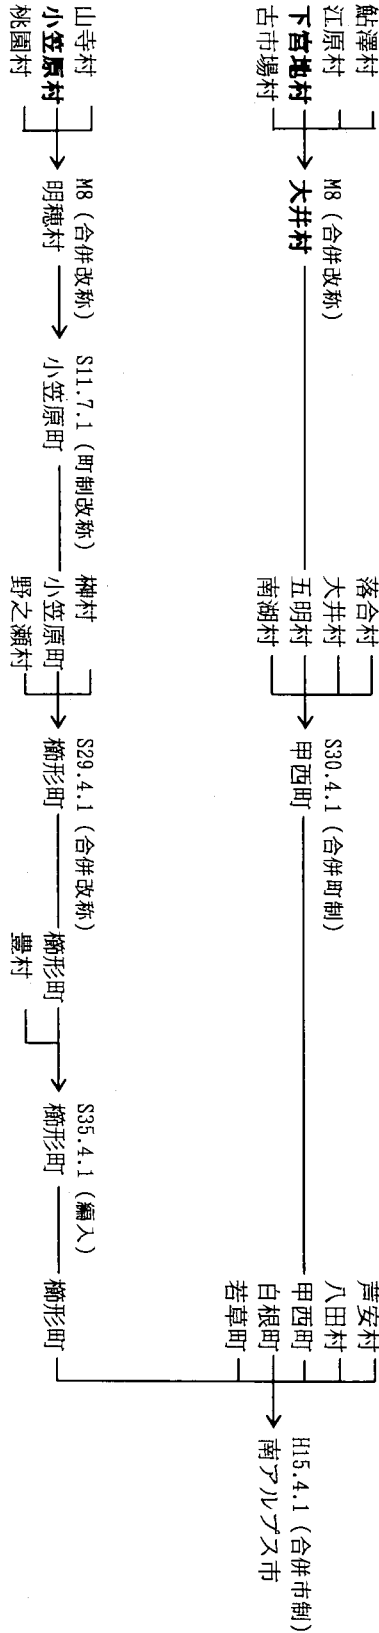 鮎澤村
江原村
下宮地村
古市場村
M8 (合併改称)
大井村
落合村
大井村
五明村
南湖村
S30.4.1 (合併町制)
甲西町
芦安村
八田村
甲西町
白根町
若草町
H15.4.1 (合併市制)
南アルプス市
山寺村
小笠原村
桃園村
M8 (合併改称)
明穂村
S11.7.1 (町制改称)
小笠原町
榊村
小笠原町
野之瀬村
S29.4.1 (合併改称)
櫛形町
櫛形町
豊村
S35.4.1 (編入)
櫛形町
櫛形町